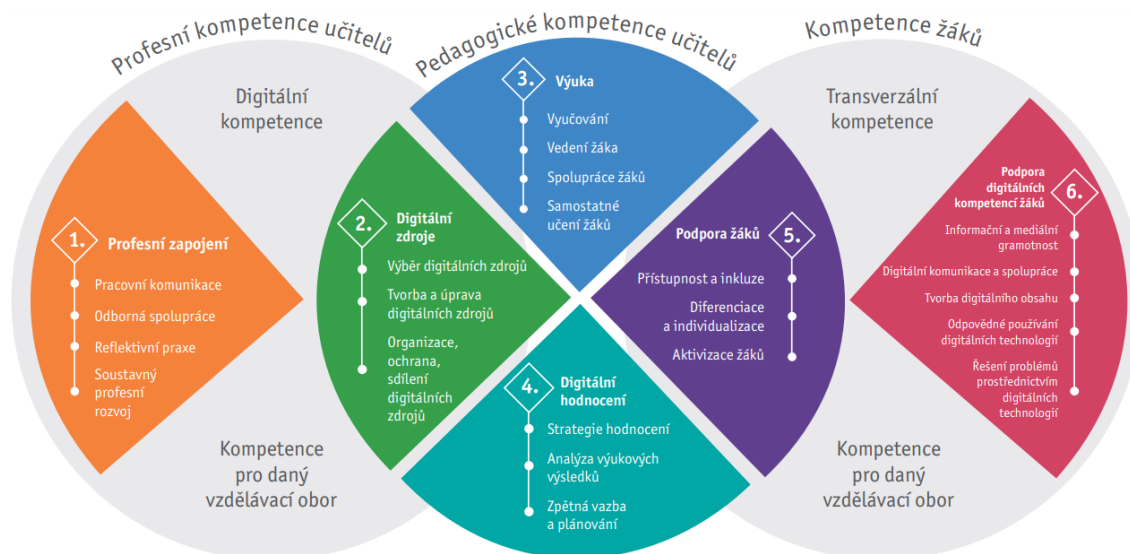 Profesní kompetence učitelů
Pedagogické kompetence učitelů
Kompetence žáků
Digitální
kompetence
Transverzální
kompetence
1.
Profesní zapojení
Pracovní komunikace
Odborná spolupráce
Reflektivní praxe
Soustavný
profesní
rozvoj
2.
Digitální
zdroje
Výběr digitálních zdrojů
Tvorba a úprava
digitálních zdrojů
Organizace,
ochrana,
sdílení
digitálních
zdrojů
3.
Výuka
Vyučování
Vedení žáka
Spolupráce žáků
Samostatné
učení žáků
4.
Digitální
hodnocení
Strategie hodnocení
Analýza výukových
výsledků
Zpětná vazba
a plánování
Podpora žáků
5.
Přístupnost a inkluze
Diferenciace
a individualizace
Aktivizace žáků
Podpora
digitálních
kompetencí žáků
6.
Informační a mediální
gramotnost
Digitální komunikace a spolupráce
Tvorba digitálního obsahu
Odpovědné používání
digitálních technologií
Řešení problémů
prostřednictvím
digitálních
technologií
Kompetence
pro daný
vzdělávací obor
Kompetence
pro daný
vzdělávací obor